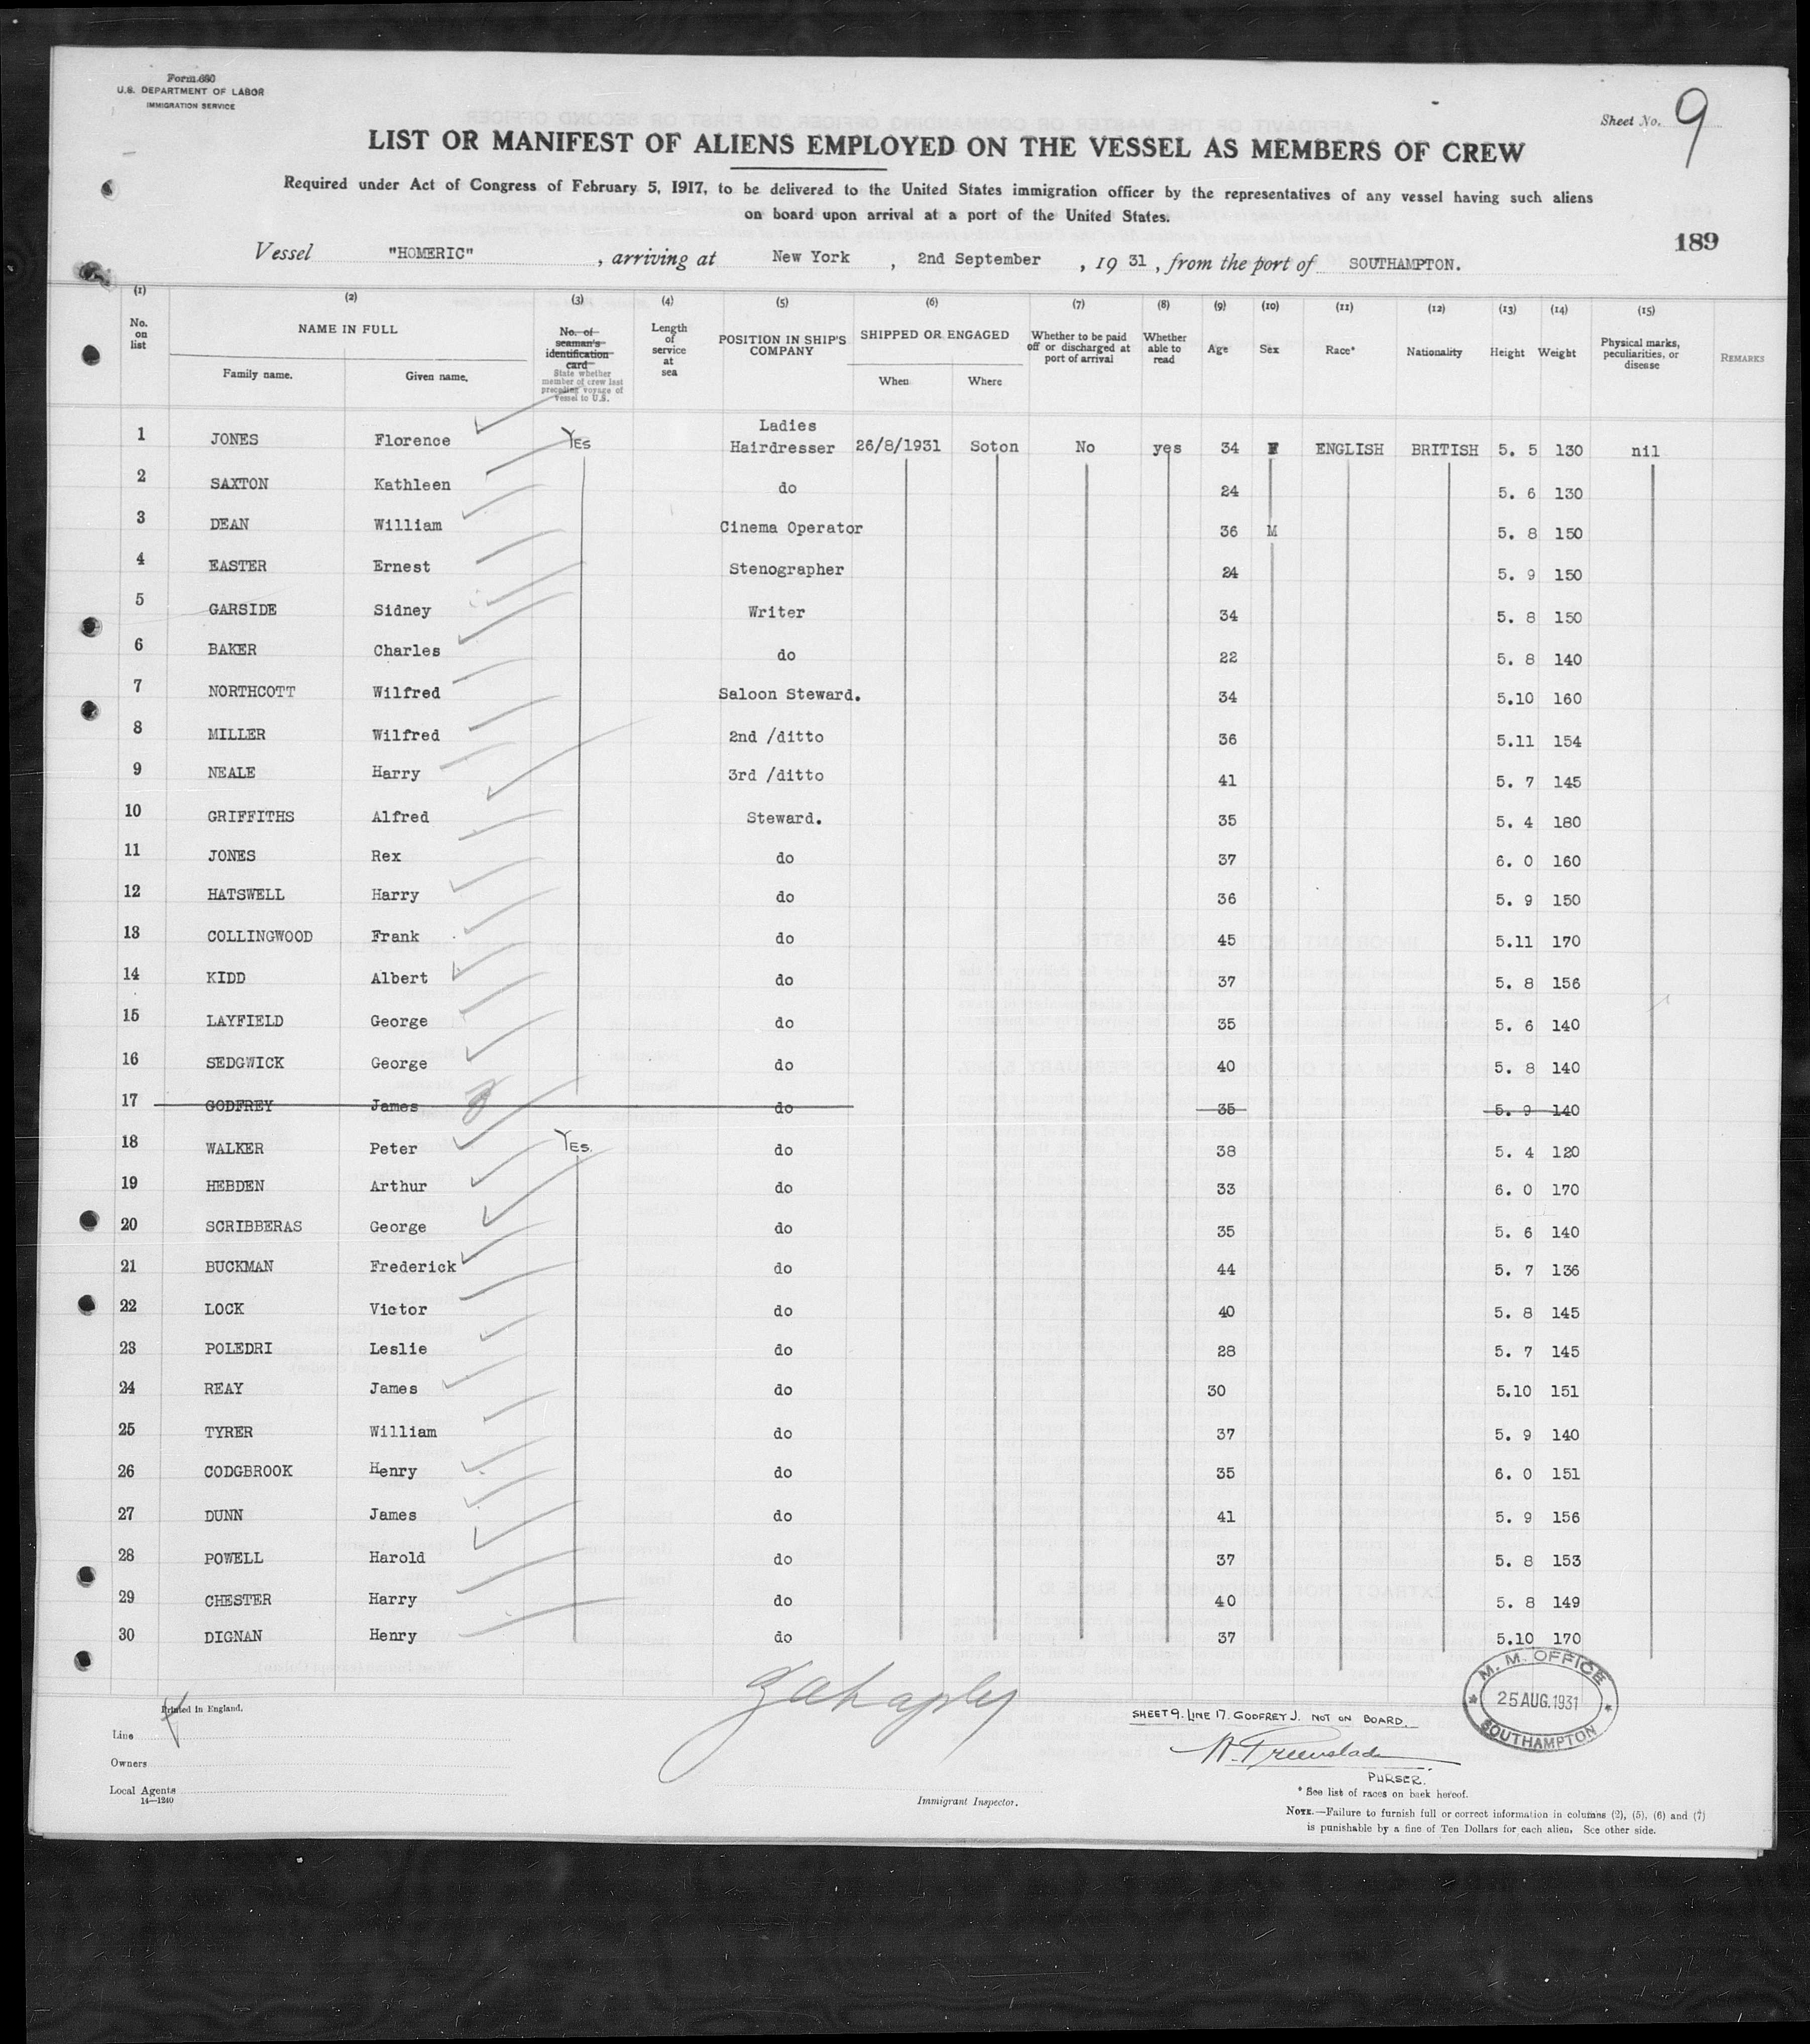 Form 680
U.S. DEPARTMENT OF LABOR
IMMIGRATION SERVICE
Sheet No. 9
LIST OR MANIFEST OF ALIENS EMPLOYED ON THE VESSEL AS MEMBERS OF CREW
Required under Act of Congress of February 5, 1917, to be delivered to the United States immigration officer by the representatives of any vessel having such aliens
on board upon arrival at a port of the United States.
189
Vessel "HOMERIC", arriving at New York, 2nd September, 19 31, from the port of SOUTHAMPTON.
(1) (2) (3) (4) (5) (6) (7) (8) (9) (10) (11) (12) (13) (14) (15)
No. on list NAME IN FULL Family name. Given name. No. of seaman's identification card State whether member of crew last preceding voyage of vessel to U.S. Length of service at sea POSITION IN SHIP'S COMPANY SHIPPED OR ENGAGED When Where Whether to be paid off or discharged at port of arrival Whether able to read Age Sex Race* Nationality Height Weight Physical marks, peculiarities, or disease REMARKS
1 JONES Florence YES Ladies Hairdresser 26/8/1931 Soton No yes 34 F ENGLISH BRITISH 5. 5 130 nil
2 SAXTON Kathleen do 24 5. 6 130
3 DEAN William Cinema Operator 36 M 5. 8 150
4 EASTER Ernest Stenographer 24 5. 9 150
5 GARSIDE Sidney Writer 34 5. 8 150
6 BAKER Charles do 22 5. 8 140
7 NORTHCOTT Wilfred Saloon Steward. 34 5.10 160
8 MILLER Wilfred 2nd /ditto 36 5.11 154
9 NEALE Harry 3rd /ditto 41 5. 7 145
10 GRIFFITHS Alfred Steward. 35 5. 4 180
11 JONES Rex do 37 6. 0 160
12 HATSWELL Harry do 36 5. 9 150
13 COLLINGWOOD Frank do 45 5.11 170
14 KIDD Albert do 37 5. 8 156
15 LAYFIELD George do 35 5. 6 140
16 SEDGWICK George do 40 5. 8 140
17 GODFREY James do 35 5. 9 140
18 WALKER Peter YES. do 38 5. 4 120
19 HEBDEN Arthur do 33 6. 0 170
20 SCRIBBERAS George do 35 5. 6 140
21 BUCKMAN Frederick do 44 5. 7 136
22 LOCK Victor do 40 5. 8 145
23 POLEDRI Leslie do 28 5. 7 145
24 REAY James do 30 5.10 151
25 TYRER William do 37 5. 9 140
26 CODGBROOK Henry do 35 6. 0 151
27 DUNN James do 41 5. 9 156
28 POWELL Harold do 37 5. 8 153
29 CHESTER Harry do 40 5. 8 149
30 DIGNAN Henry do 37 5.10 170
M. M. OFFICE
25 AUG. 1931
SOUTHAMPTON
Printed in England.
SHEET 9. LINE 17. GODFREY J. NOT ON BOARD.
Line
Owners
PURSER.
Local Agents
14—1240
Immigrant Inspector.
* See list of races on back hereof.
NOTE.—Failure to furnish full or correct information in columns (2), (5), (6) and (7)
is punishable by a fine of Ten Dollars for each alien. See other side.